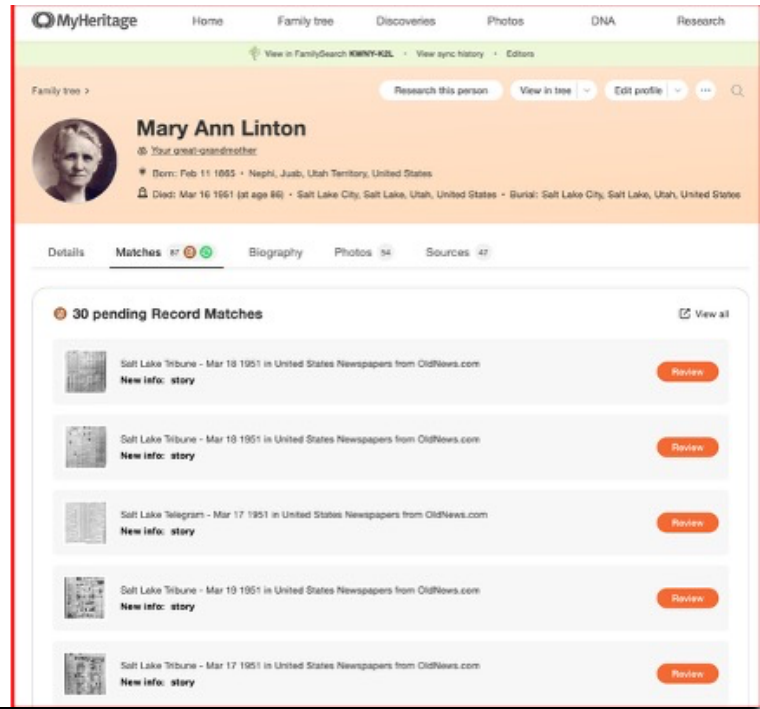 MyHeritage Home Family tree Discoveries Photos DNA Research
View in FamilySearch KWNY-K2L • View sync history • Editors
Family tree > Research this person View in tree Edit profile ...
Mary Ann Linton
Your great-grandmother
Born: Feb 11 1865 • Nephi, Juab, Utah Territory, United States
Died: Mar 16 1951 (at age 86) • Salt Lake City, Salt Lake, Utah, United States • Burial: Salt Lake City, Salt Lake, Utah, United States
Details Matches 87 Biography Photos 54 Sources 47
30 pending Record Matches View all
Salt Lake Tribune - Mar 18 1951 in United States Newspapers from OldNews.com
New info: story
Review
Salt Lake Tribune - Mar 18 1951 in United States Newspapers from OldNews.com
New info: story
Review
Salt Lake Telegram - Mar 17 1951 in United States Newspapers from OldNews.com
New info: story
Review
Salt Lake Tribune - Mar 19 1951 in United States Newspapers from OldNews.com
New info: story
Review
Salt Lake Tribune - Mar 17 1951 in United States Newspapers from OldNews.com
New info: story
Review